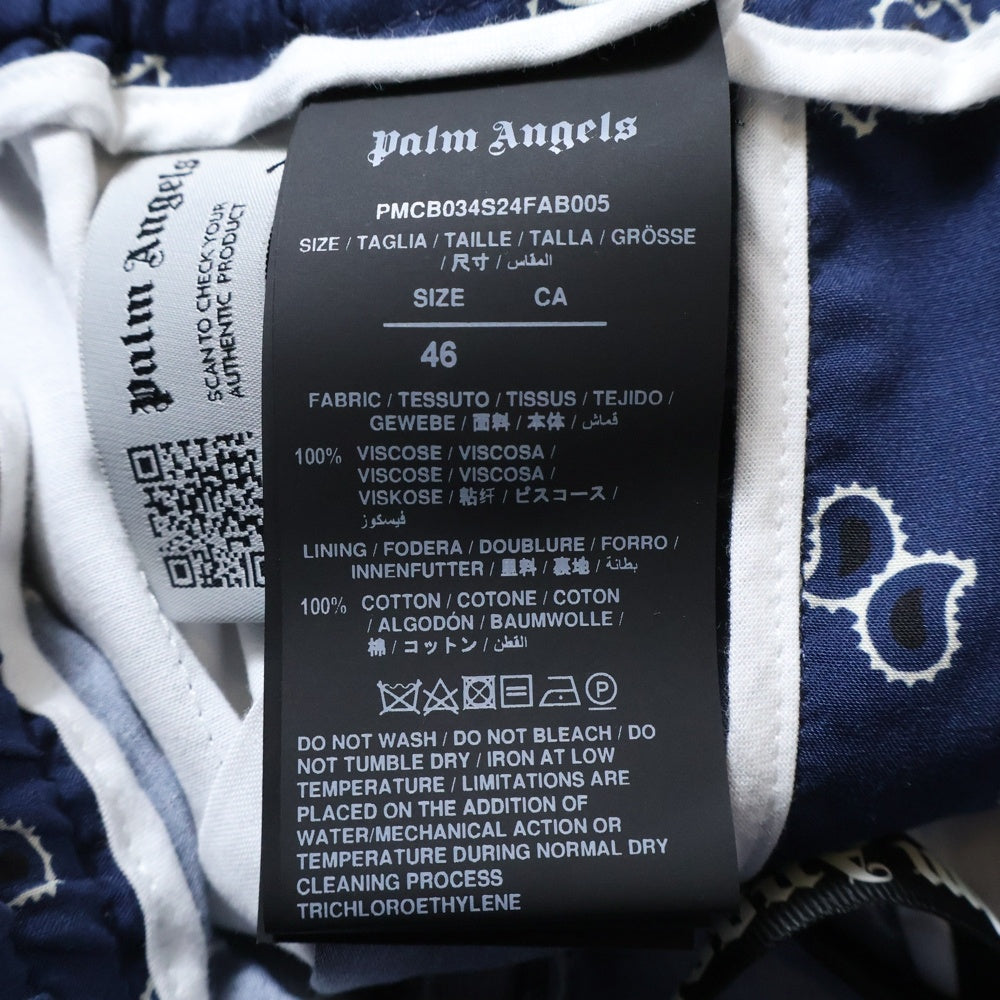 Palm Angels
PMCB034S24FAB005
SIZE / TAGLIA / TAILLE / TALLA / GRÖSSE
/ 尺寸 / المقاس
SIZE CA
46
FABRIC / TESSUTO / TISSUS / TEJIDO /
GEWEBE / 面料 / 本体 / قماش
100% VISCOSE / VISCOSA /
VISCOSE / VISCOSA /
VISKOSE / 粘纤 / ビスコース /
فيسكوز
LINING / FODERA / DOUBLURE / FORRO /
INNENFUTTER / 里料 / 裏地 / بطانة
100% COTTON / COTONE / COTON
/ ALGODÓN / BAUMWOLLE /
棉 / コットン / القطن
P
DO NOT WASH / DO NOT BLEACH / DO
NOT TUMBLE DRY / IRON AT LOW
TEMPERATURE / LIMITATIONS ARE
PLACED ON THE ADDITION OF
WATER/MECHANICAL ACTION OR
TEMPERATURE DURING NORMAL DRY
CLEANING PROCESS
TRICHLOROETHYLENE
Palm Angels
SCAN TO CHECK YOUR
AUTHENTIC PRODUCT